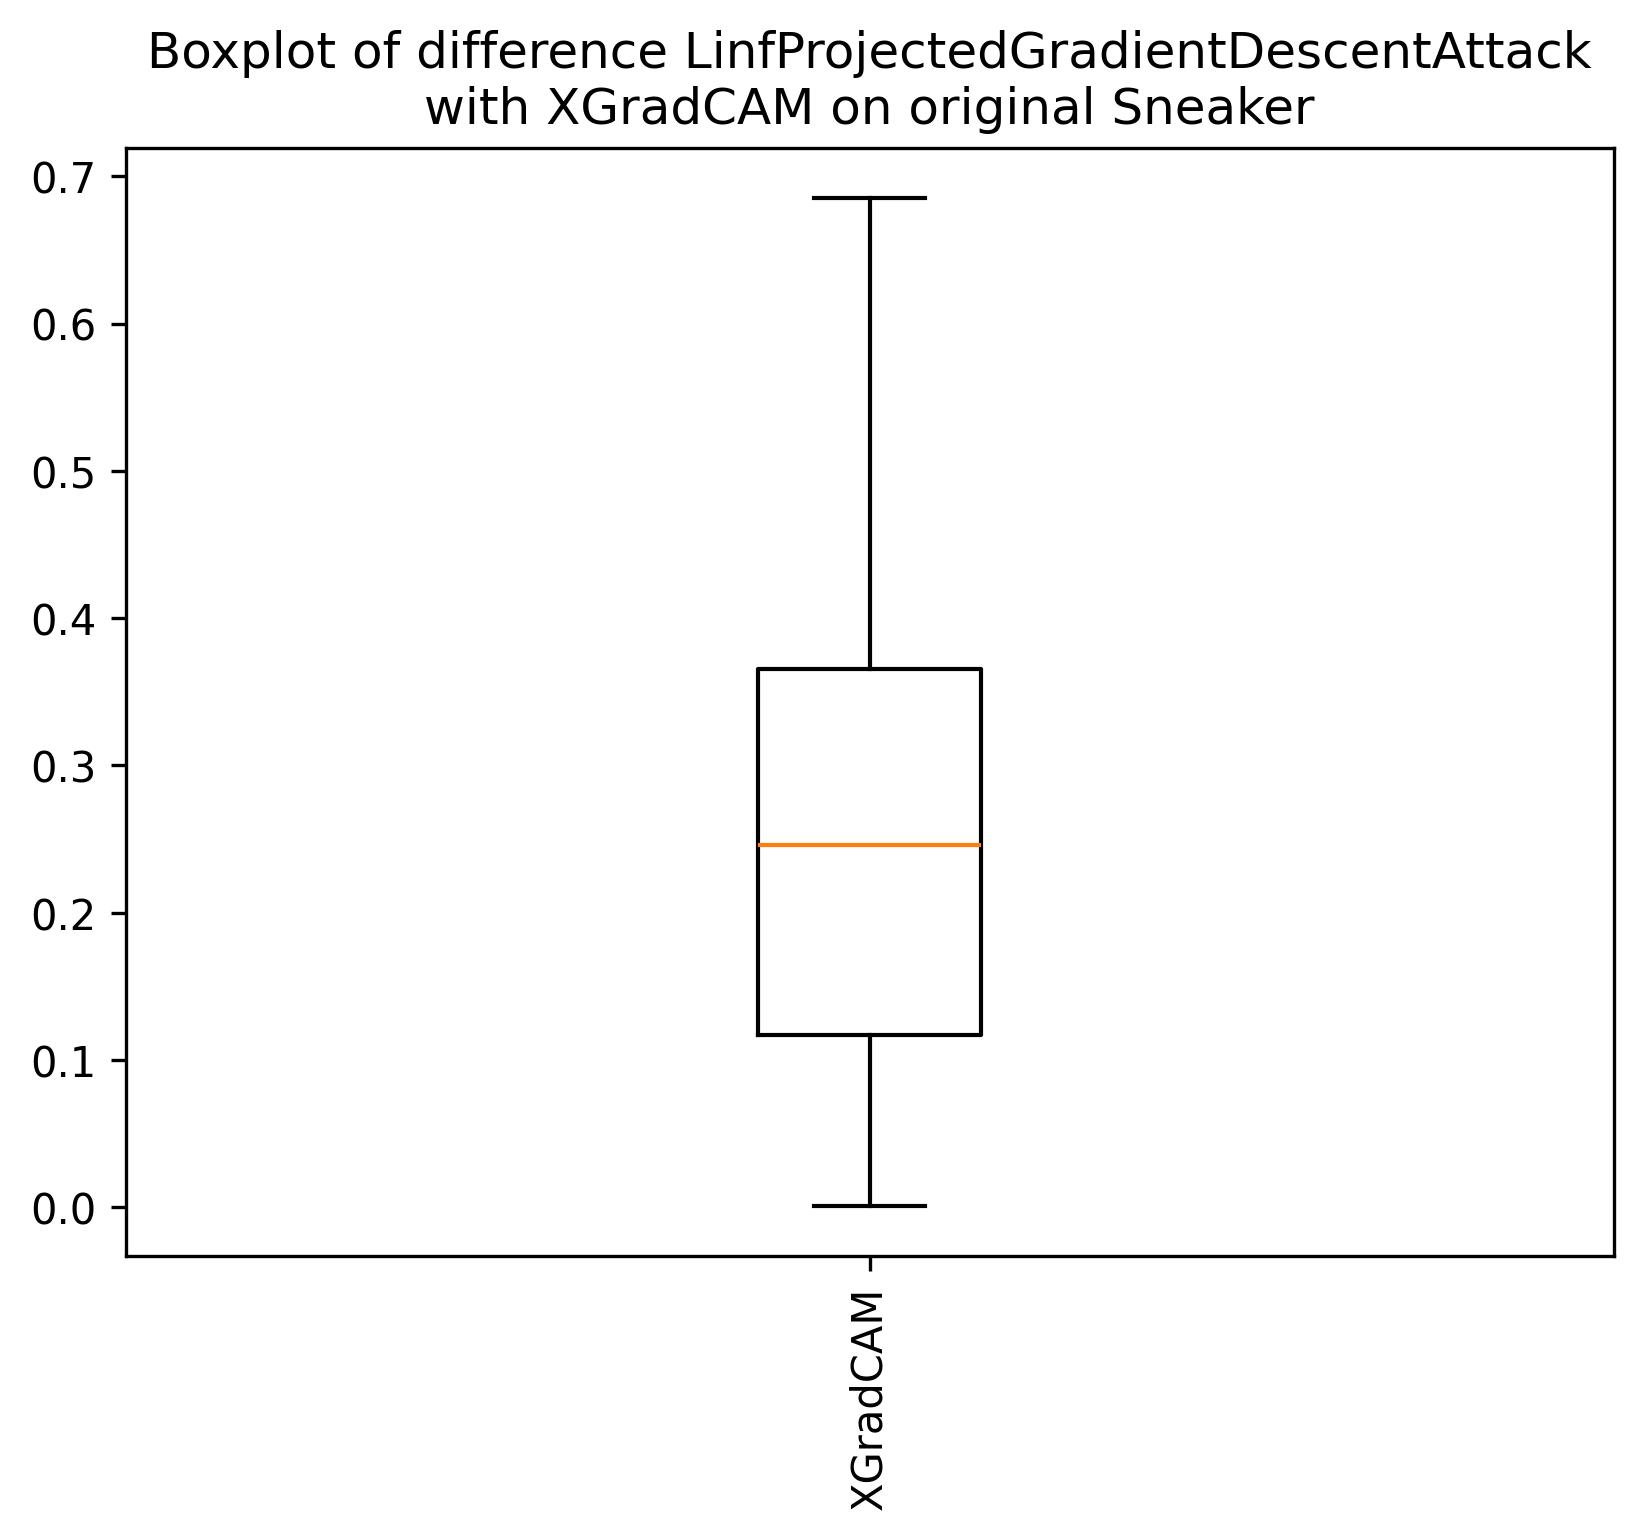 Boxplot of difference LinfProjectedGradientDescentAttack
with XGradCAM on original Sneaker
0.7
0.6
0.5
0.4
0.3
0.2
0.1
0.0
XGradCAM